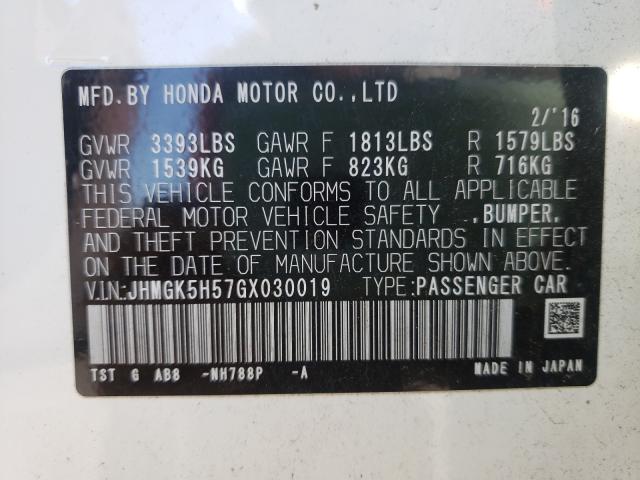 MFD.BY HONDA MOTOR CO.,LTD
2/'16
GVWR 3393LBS GAWR F 1813LBS R 1579LBS
GVWR 1539KG GAWR F 823KG R 716KG
THIS VEHICLE CONFORMS TO ALL APPLICABLE
FEDERAL MOTOR VEHICLE SAFETY ,BUMPER,
AND THEFT PREVENTION STANDARDS IN EFFECT
ON THE DATE OF MANUFACTURE SHOWN ABOVE.
V.I.N:JHMGK5H57GX030019 TYPE:PASSENGER CAR
TST G AB8 -NH788P -A MADE IN JAPAN